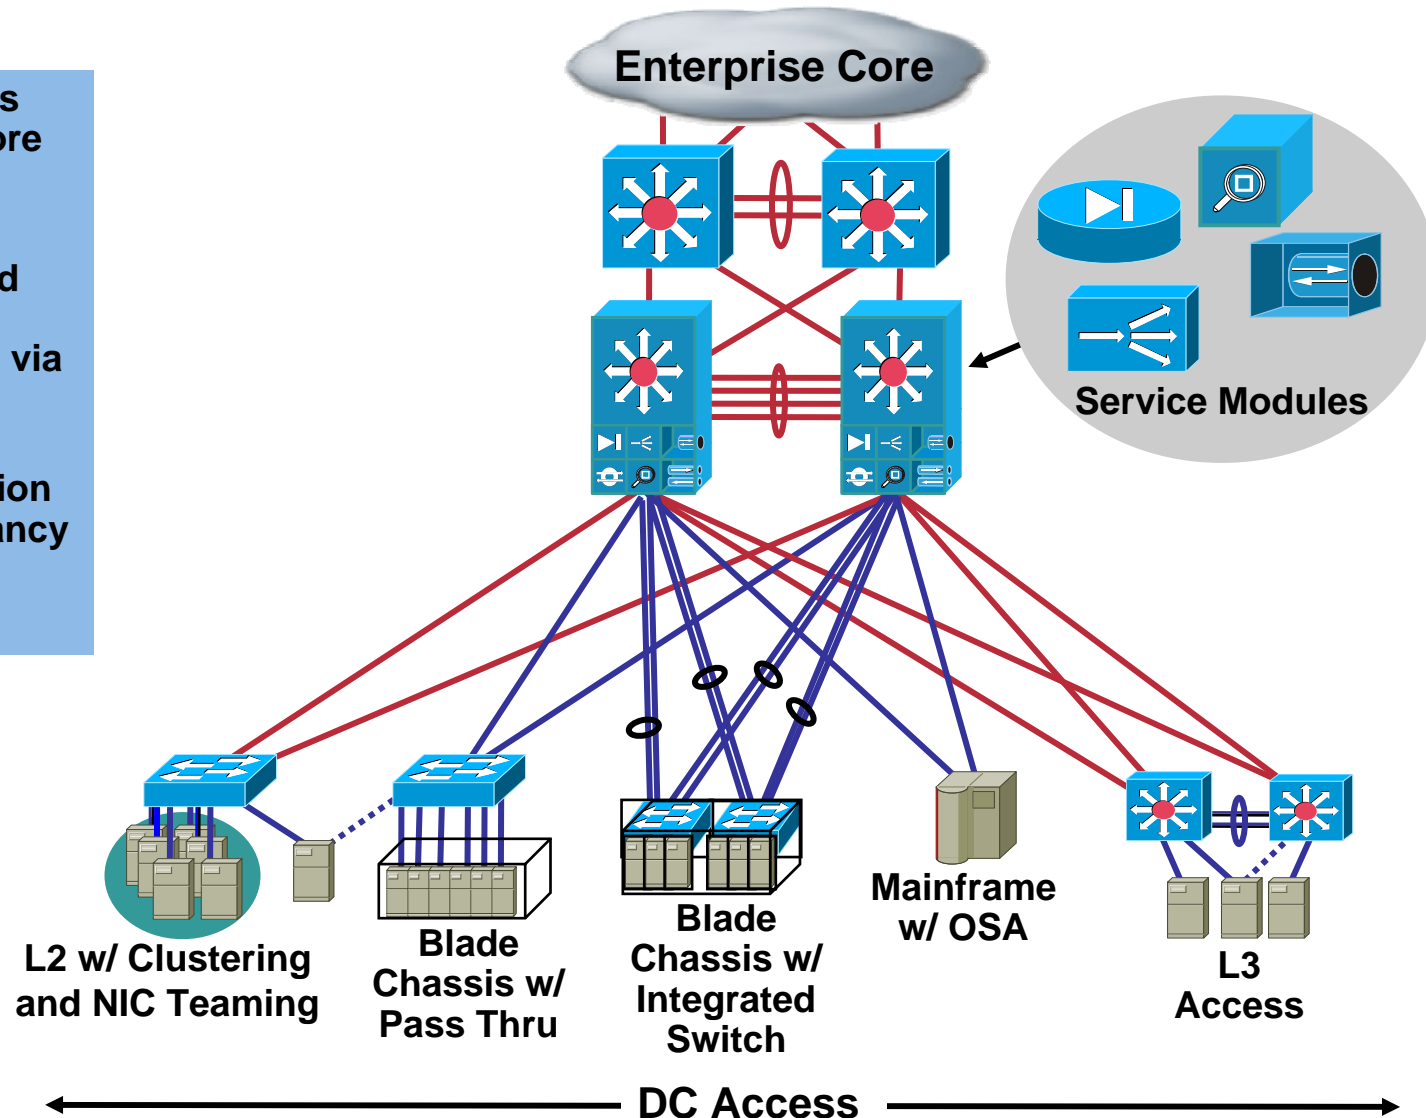 Enterprise Core
s
ore
d
via
ion
ancy
Service Modules
L2 w/ Clustering
and NIC Teaming
Blade
Chassis w/
Pass Thru
Blade
Chassis w/
Integrated
Switch
Mainframe
w/ OSA
L3
Access
DC Access